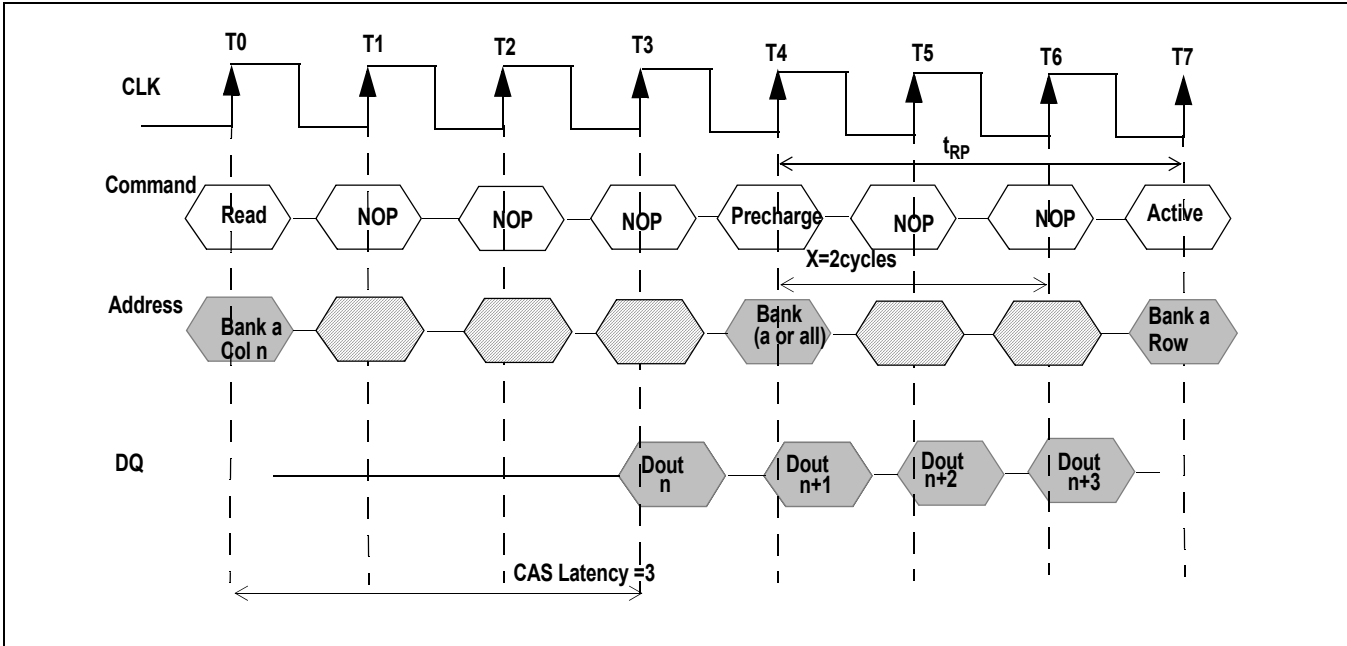 T0 T1 T2 T3 T4 T5 T6 T7
CLK
tRP
Command
Read NOP NOP NOP Precharge NOP NOP Active
X=2cycles
Address
Bank a
Col n
Bank
(a or all)
Bank a
Row
DQ
Dout
n
Dout
n+1
Dout
n+2
Dout
n+3
CAS Latency =3